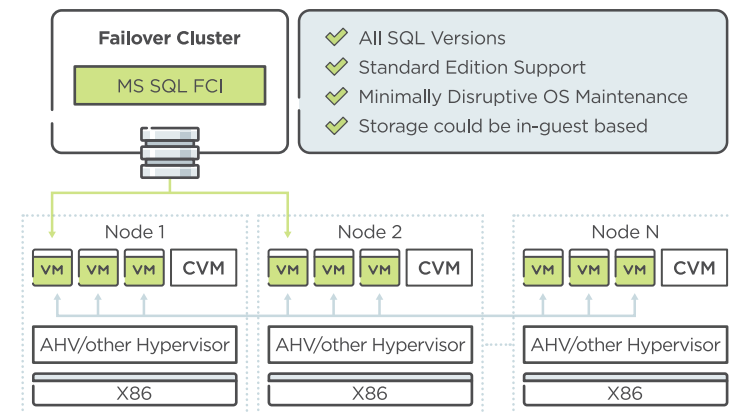 Failover Cluster
MS SQL FCI
All SQL Versions
Standard Edition Support
Minimally Disruptive OS Maintenance
Storage could be in-guest based
Node 1
VM VM VM CVM
AHV/other Hypervisor
X86
Node 2
VM VM VM CVM
AHV/other Hypervisor
X86
Node N
VM VM VM CVM
AHV/other Hypervisor
X86